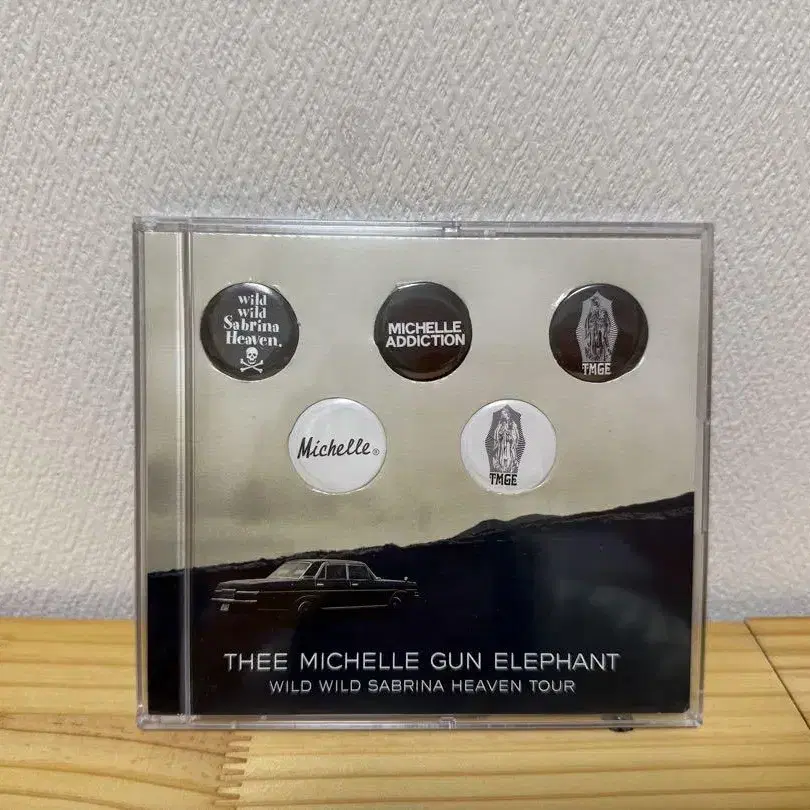 wild
wild
Sabrina
Heaven.
MICHELLE
ADDICTION
TMGE
Michelle®
TMGE
THEE MICHELLE GUN ELEPHANT
WILD WILD SABRINA HEAVEN TOUR